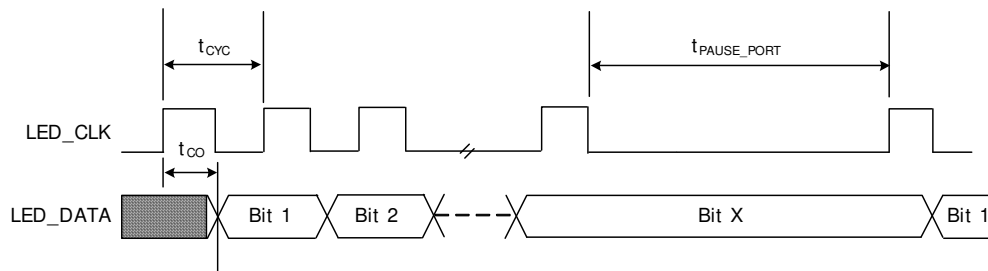 tCYC
tPAUSE_PORT
LED_CLK
tCO
LED_DATA
Bit 1
Bit 2
Bit X
Bit 1